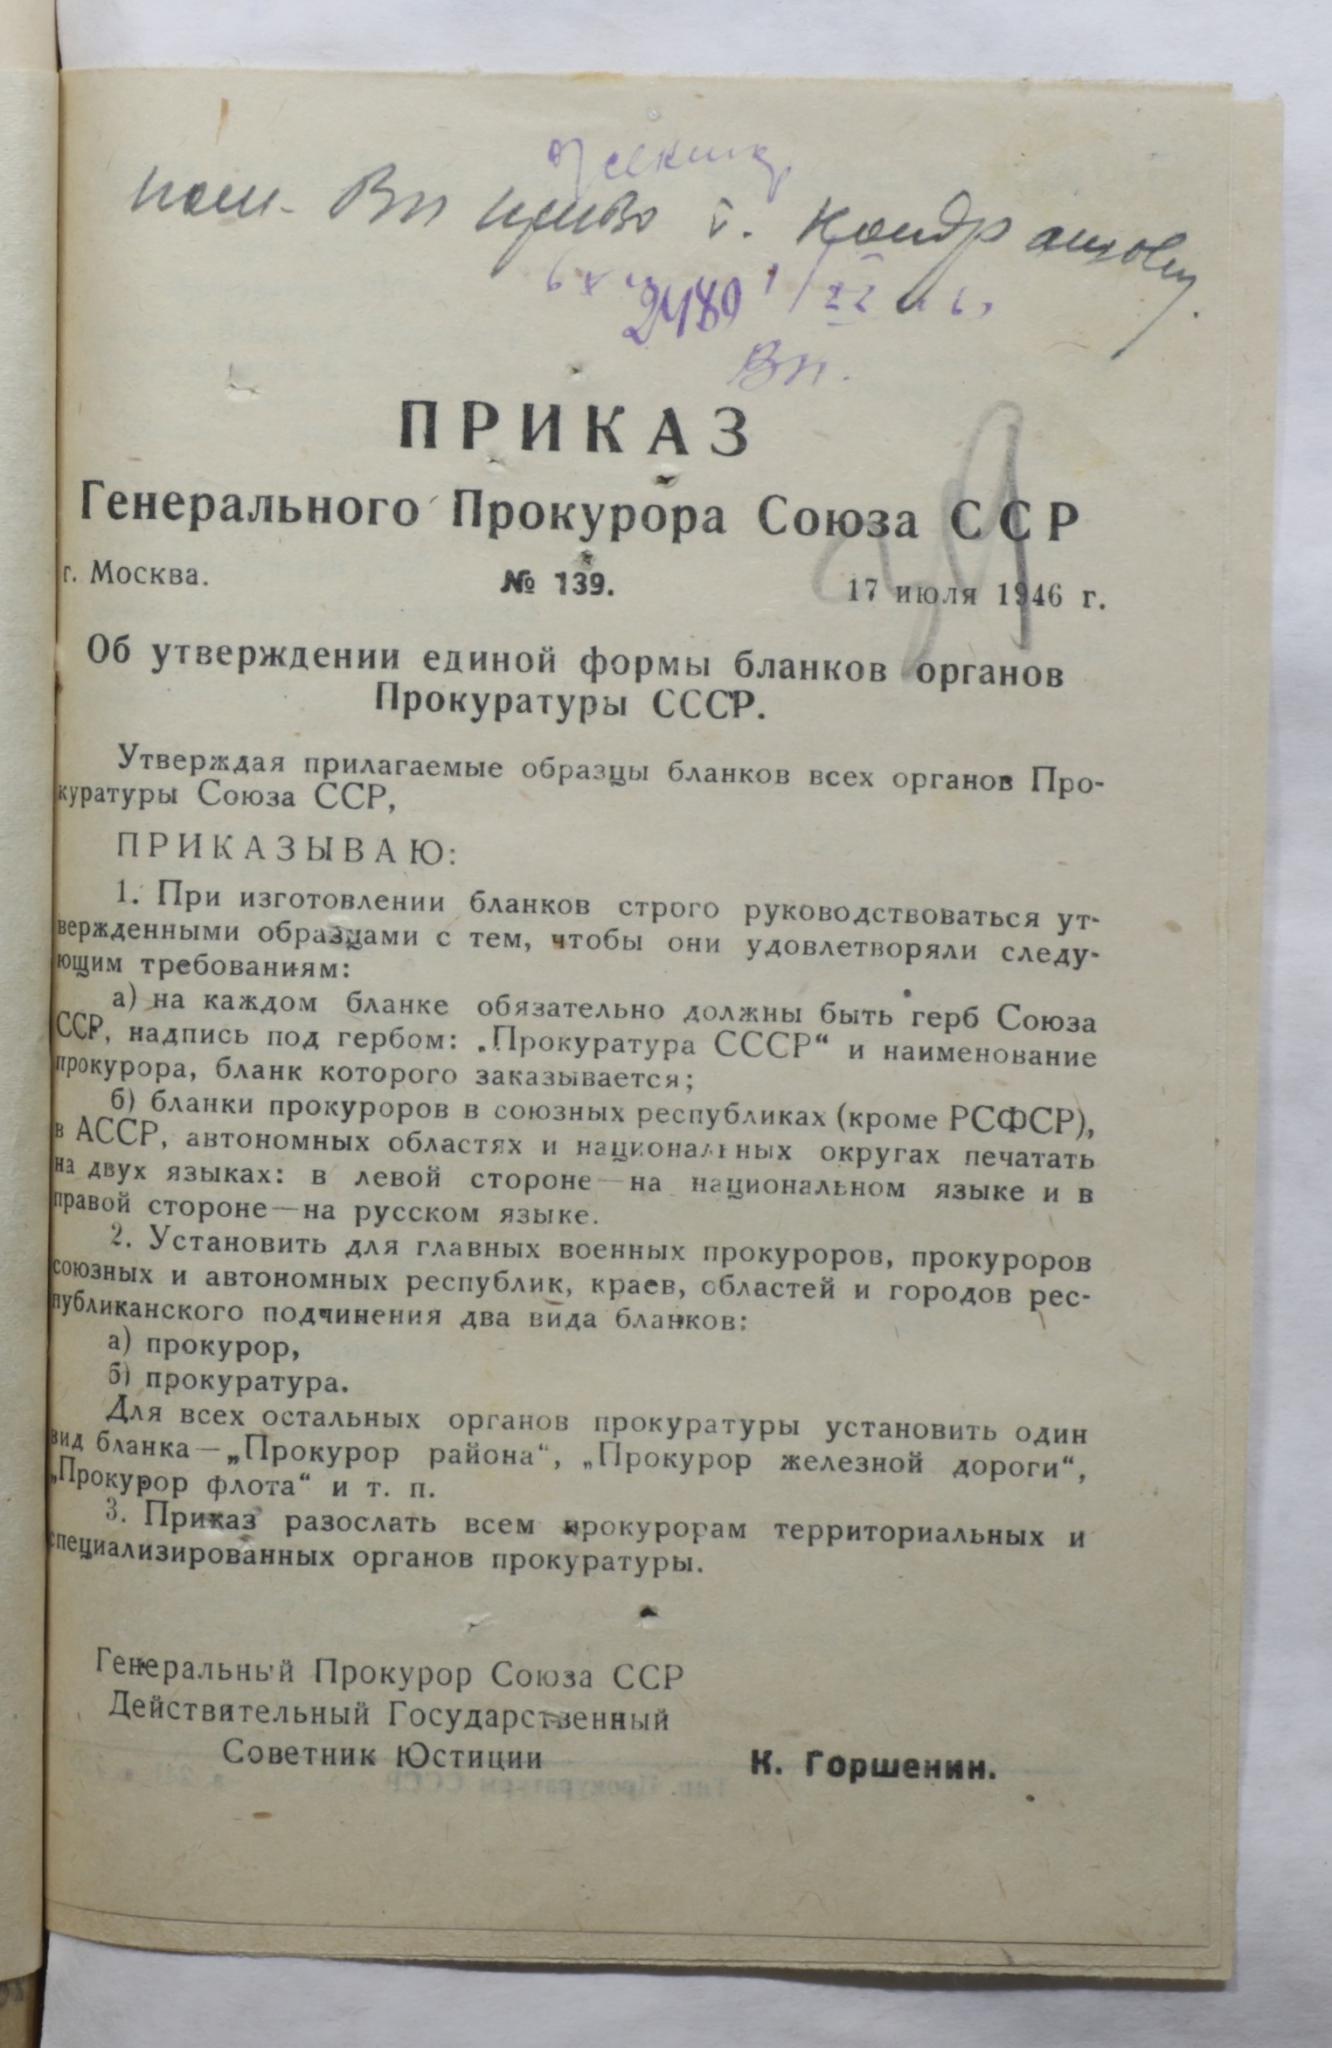 2489
Вп.
ПРИКАЗ
Генерального Прокурора Союза ССР
г. Москва. № 139. 17 июля 1946 г.
Об утверждении единой формы бланков органов
Прокуратуры СССР.
Утверждая прилагаемые образцы бланков всех органов Про-
куратуры Союза ССР,
ПРИКАЗЫВАЮ:
1. При изготовлении бланков строго руководствоваться ут-
вержденными образцами с тем, чтобы они удовлетворяли следу-
ющим требованиям:
а) на каждом бланке обязательно должны быть герб Союза
ССР, надпись под гербом: „Прокуратура СССР“ и наименование
прокурора, бланк которого заказывается;
б) бланки прокуроров в союзных республиках (кроме РСФСР),
в АССР, автономных областях и национальных округах печатать
на двух языках: в левой стороне—на национальном языке и в
правой стороне—на русском языке.
2. Установить для главных военных прокуроров, прокуроров
союзных и автономных республик, краев, областей и городов рес-
публиканского подчинения два вида бланков:
а) прокурор,
б) прокуратура.
Для всех остальных органов прокуратуры установить один
вид бланка—„Прокурор района“, „Прокурор железной дороги“,
„Прокурор флота“ и т. п.
3. Приказ разослать всем прокурорам территориальных и
специализированных органов прокуратуры.
Генеральный Прокурор Союза ССР
Действительный Государственный
Советник Юстиции К. Горшенин.